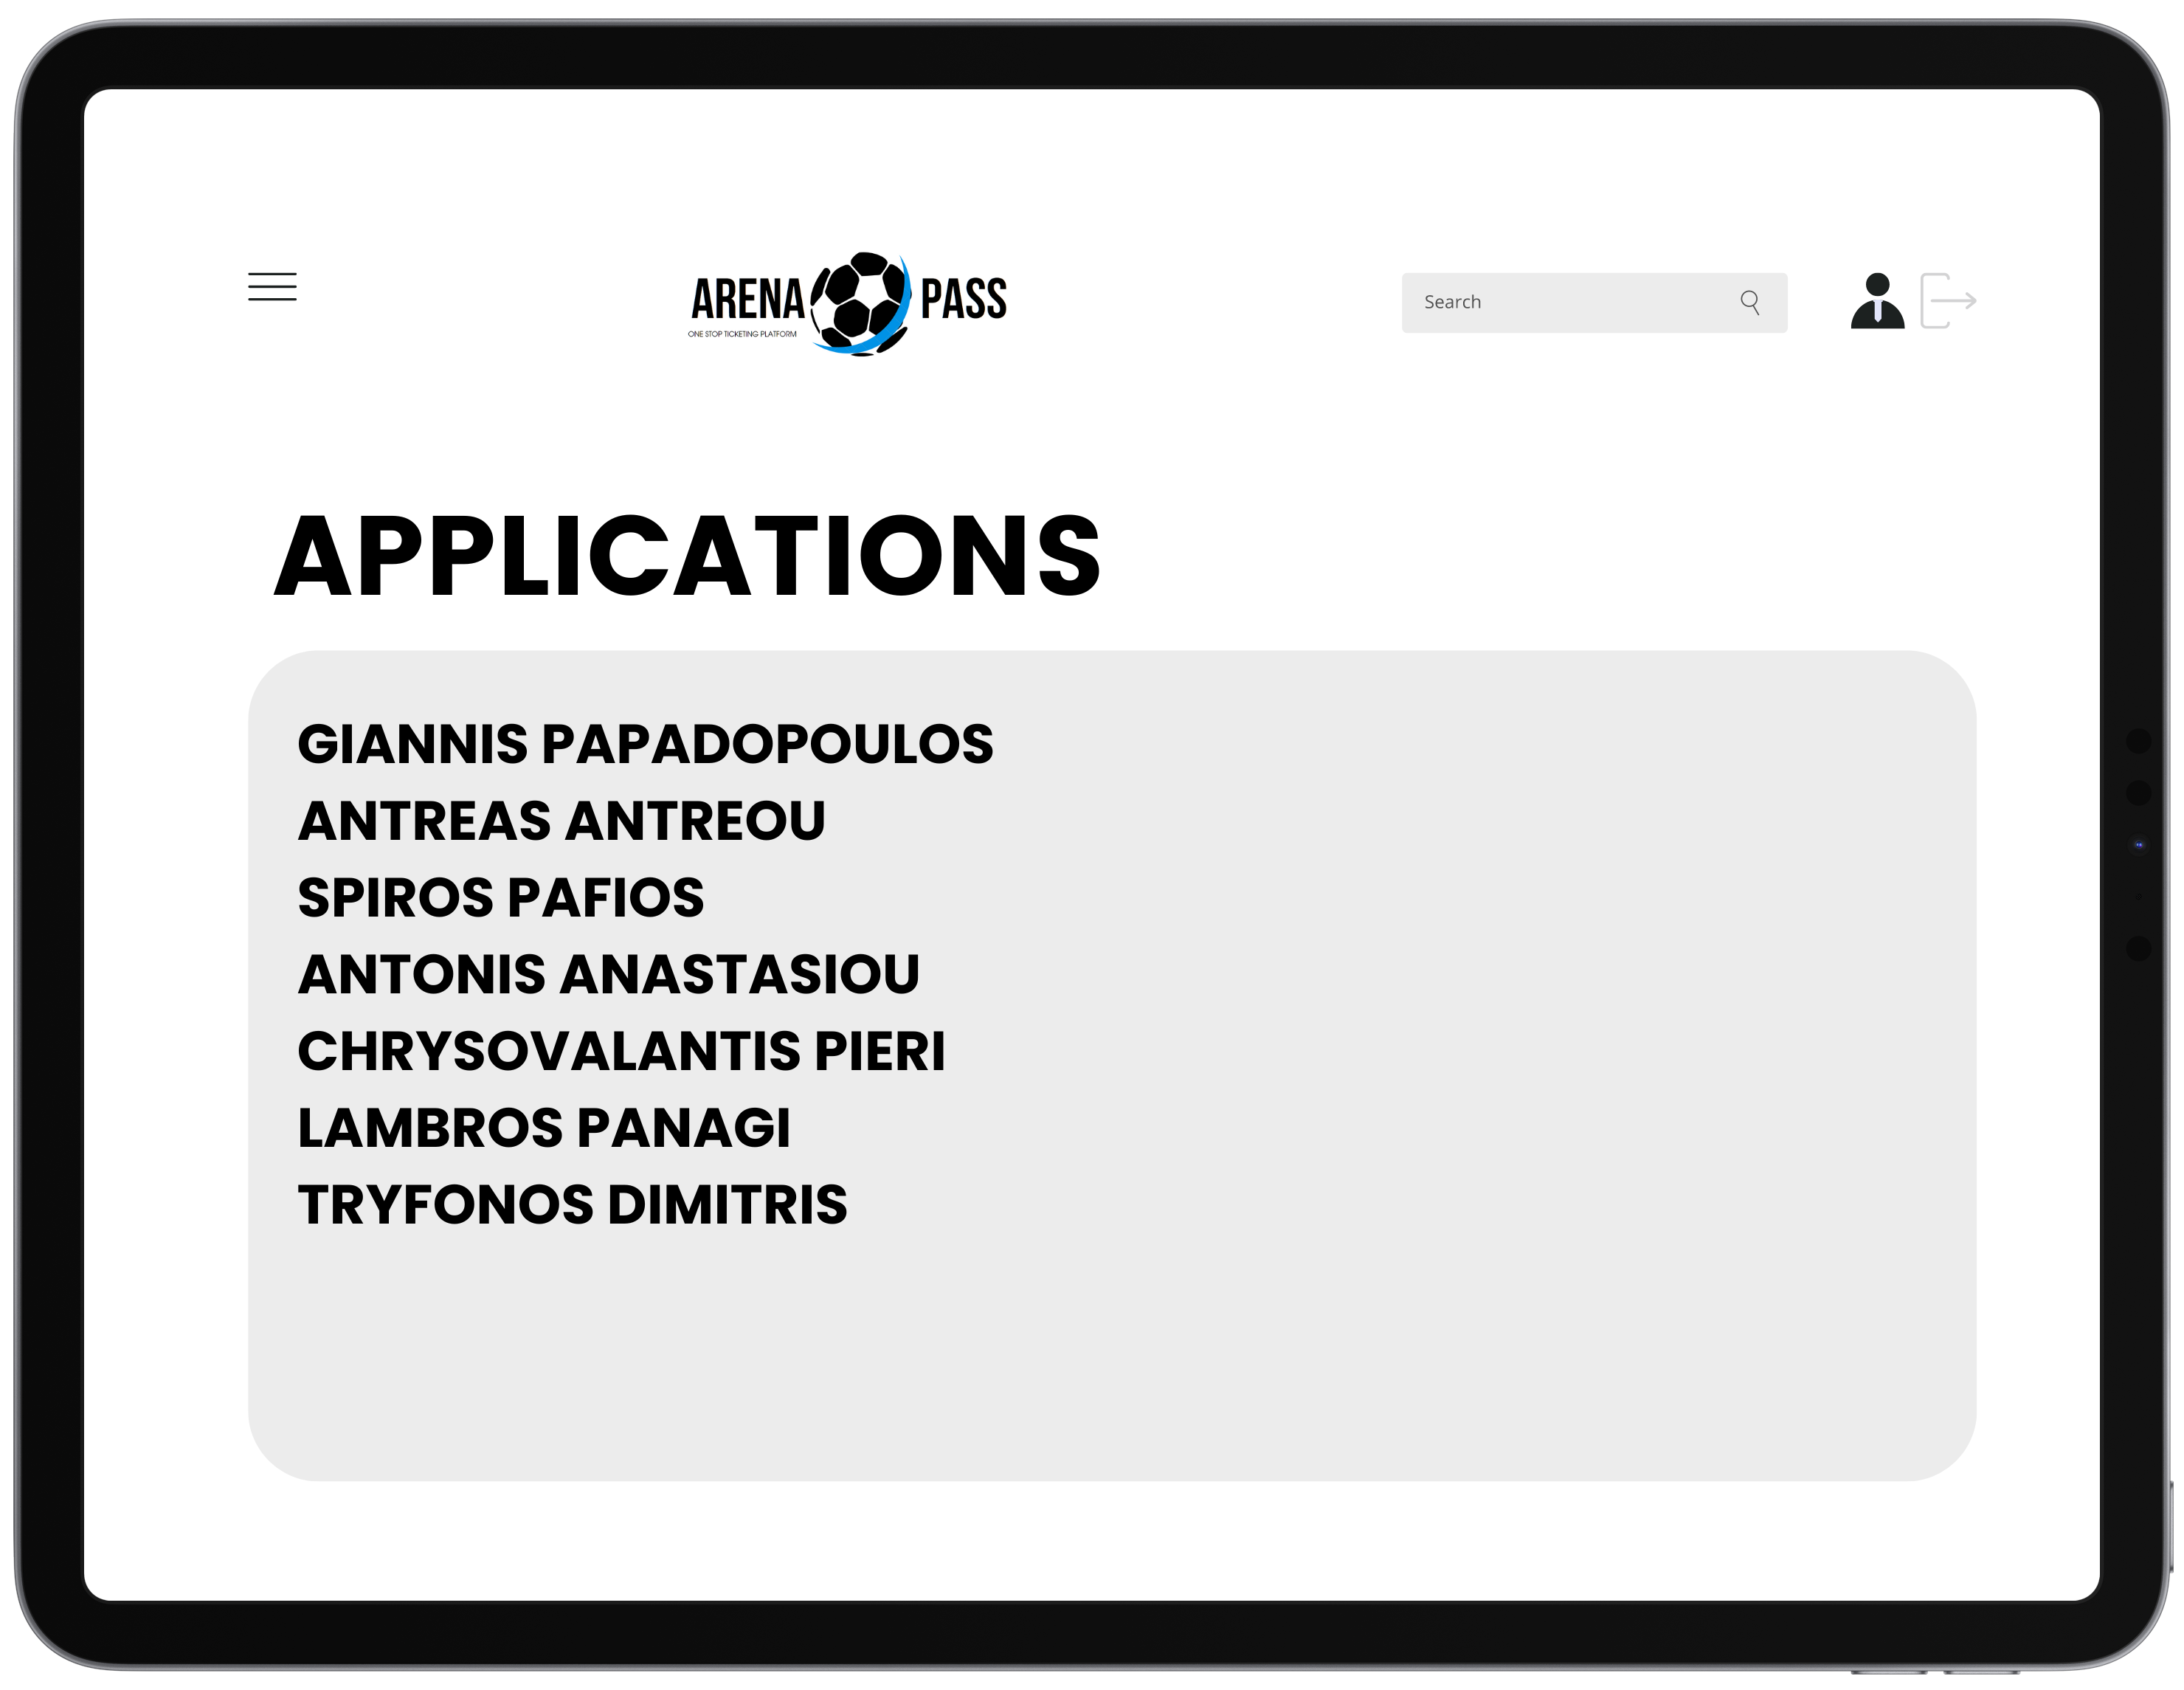 ARENA PASS
ONE STOP TICKETING PLATFORM
Search
APPLICATIONS
GIANNIS PAPADOPOULOS
ANTREAS ANTREOU
SPIROS PAFIOS
ANTONIS ANASTASIOU
CHRYSOVALANTIS PIERI
LAMBROS PANAGI
TRYFONOS DIMITRIS